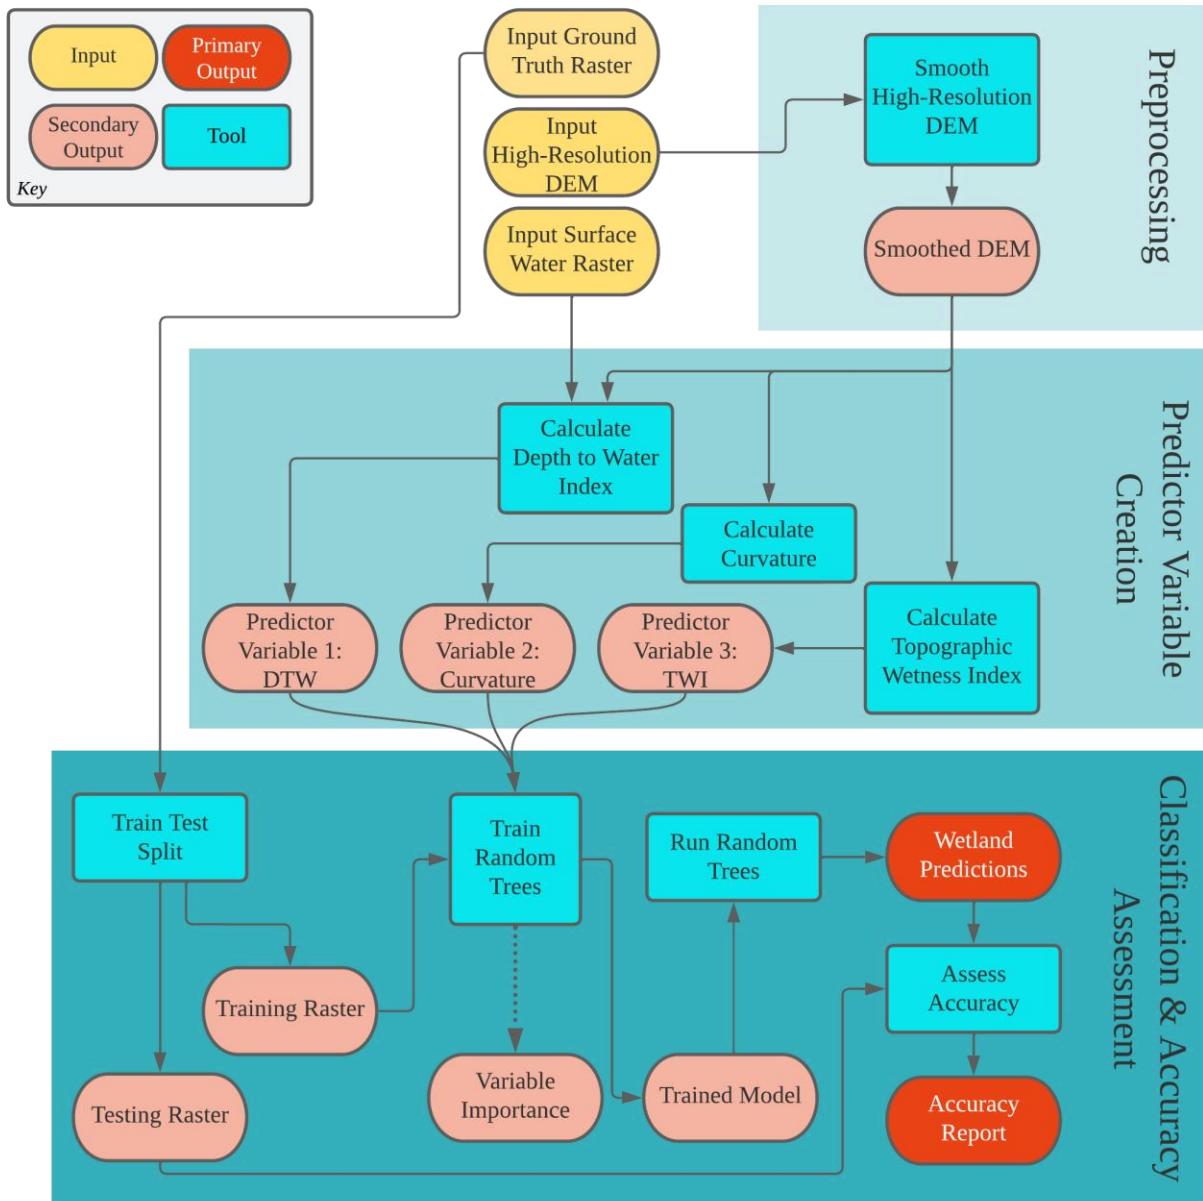 Input
Primary
Output
Secondary
Output
Tool
Key
Input Ground
Truth Raster
Input
High-Resolution
DEM
Input Surface
Water Raster
Smooth
High-Resolution
DEM
Smoothed DEM
Preprocessing
Calculate
Depth to Water
Index
Calculate
Curvature
Calculate
Topographic
Wetness Index
Predictor
Variable 1:
DTW
Predictor
Variable 2:
Curvature
Predictor
Variable 3:
TWI
Predictor Variable
Creation
Train Test
Split
Train
Random
Trees
Run Random
Trees
Wetland
Predictions
Training Raster
Assess
Accuracy
Testing Raster
Variable
Importance
Trained Model
Accuracy
Report
Classification & Accuracy
Assessment